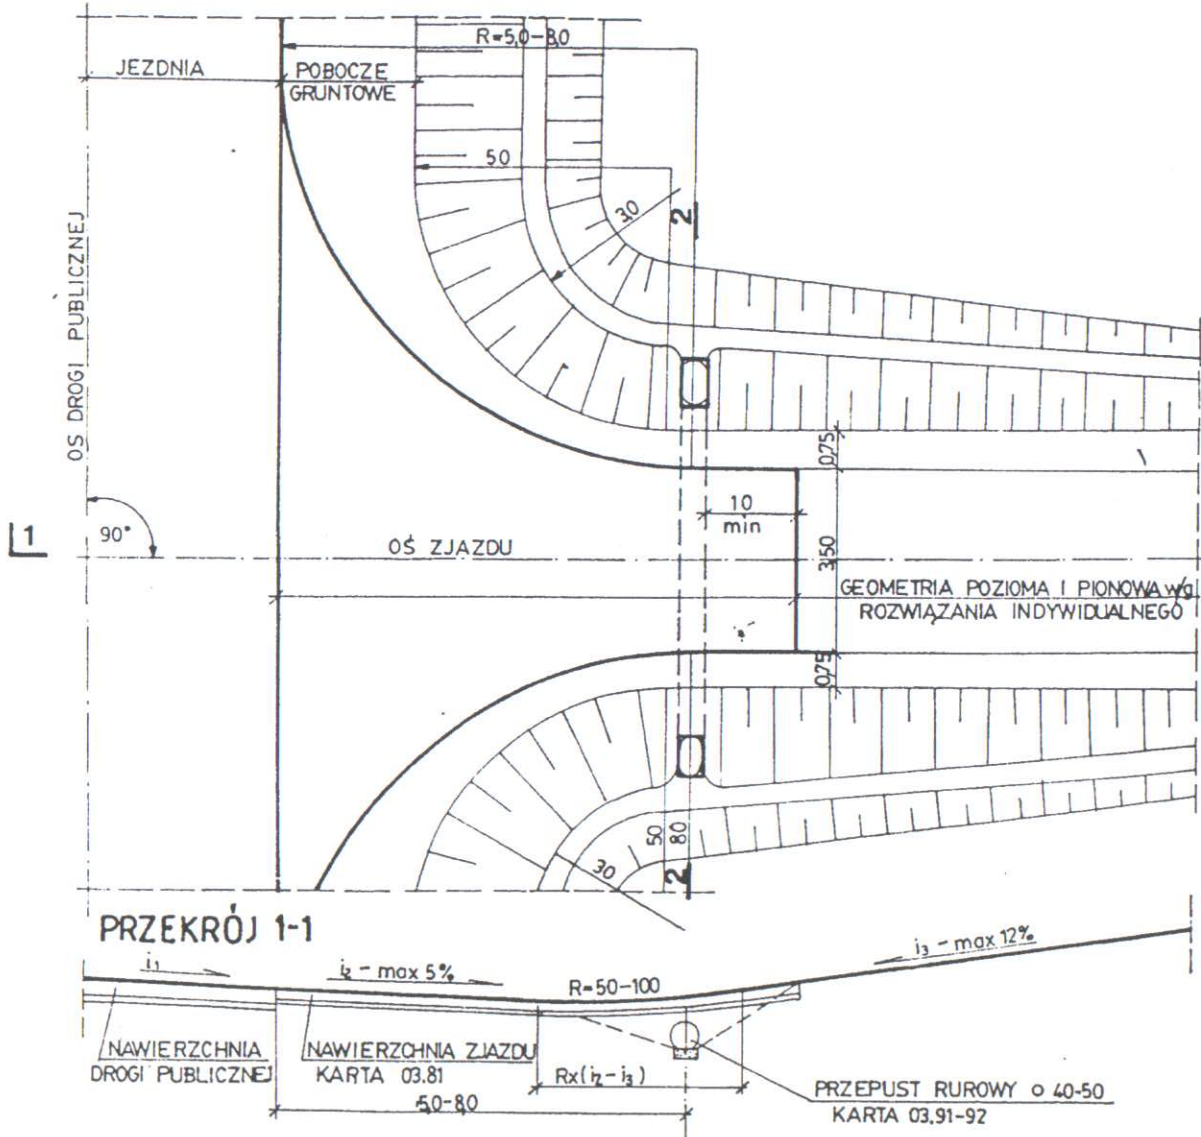 R=5,0-8,0
JEZDNIA
POBOCZE
GRUNTOWE
50
3,0
2
OŚ DROGI PUBLICZNEJ
0,75
1
90°
10
min
OŚ ZJAZDU
3,50
GEOMETRIA POZIOMA I PIONOWA w/g
ROZWIĄZANIA INDYWIDUALNEGO
0,75
50
80
30
2
PRZEKRÓJ 1-1
i₁
i₂ - max 5%
R=50-100
i₃ - max 12%
NAWIERZCHNIA
DROGI PUBLICZNEJ
NAWIERZCHNIA ZJAZDU
KARTA 03.81
Rx(i₂-i₃)
5,0-8,0
PRZEPUST RUROWY o 40-50
KARTA 03.91-92